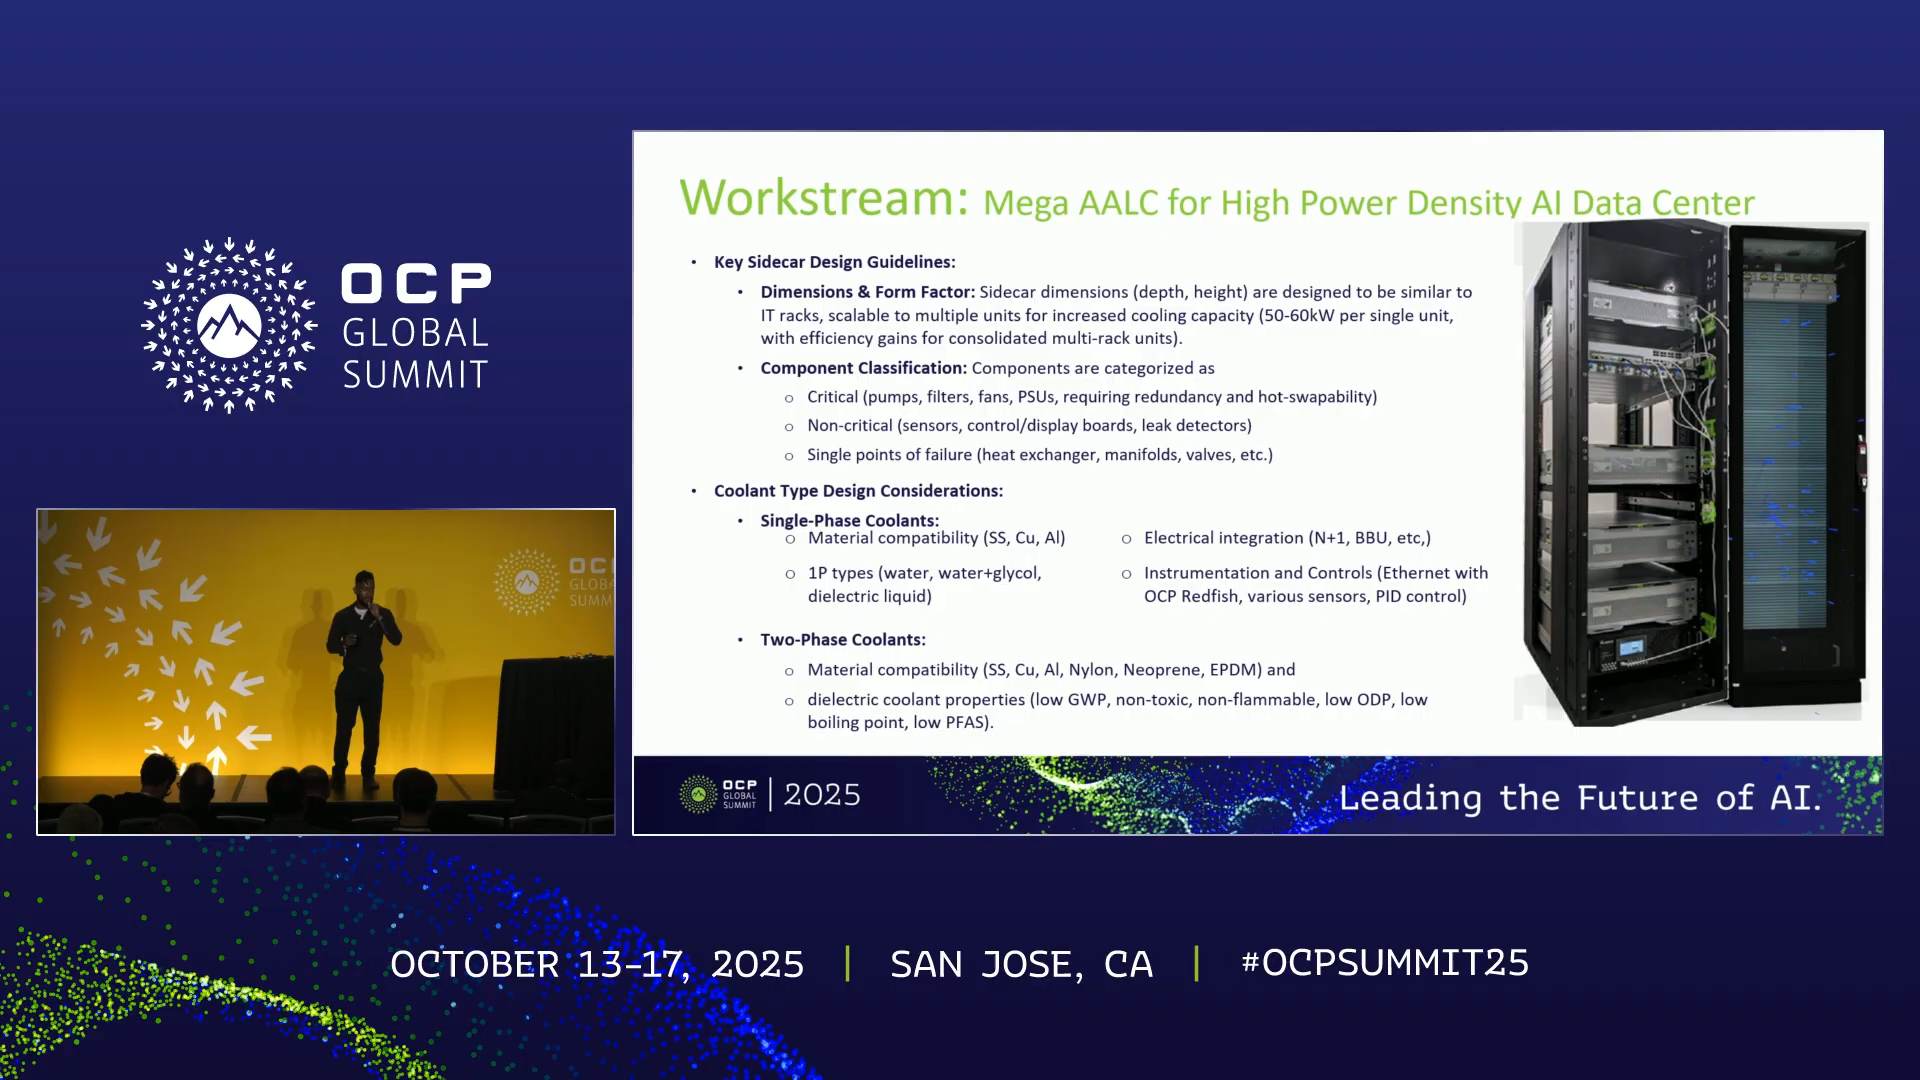 OCP
GLOBAL
SUMMIT
Workstream: Mega AALC for High Power Density AI Data Center
• Key Sidecar Design Guidelines:
• Dimensions & Form Factor: Sidecar dimensions (depth, height) are designed to be similar to
IT racks, scalable to multiple units for increased cooling capacity (50-60kW per single unit,
with efficiency gains for consolidated multi-rack units).
• Component Classification: Components are categorized as
o Critical (pumps, filters, fans, PSUs, requiring redundancy and hot-swapability)
o Non-critical (sensors, control/display boards, leak detectors)
o Single points of failure (heat exchanger, manifolds, valves, etc.)
• Coolant Type Design Considerations:
• Single-Phase Coolants:
o Material compatibility (SS, Cu, Al)
o 1P types (water, water+glycol,
dielectric liquid)
o Electrical integration (N+1, BBU, etc,)
o Instrumentation and Controls (Ethernet with
OCP Redfish, various sensors, PID control)
• Two-Phase Coolants:
o Material compatibility (SS, Cu, Al, Nylon, Neoprene, EPDM) and
o dielectric coolant properties (low GWP, non-toxic, non-flammable, low ODP, low
boiling point, low PFAS).
OCP
GLOBAL
SUMMIT
2025
Leading the Future of AI.
OC
GLOBA
SUMM
OCTOBER 13-17, 2025 | SAN JOSE, CA | #OCPSUMMIT25